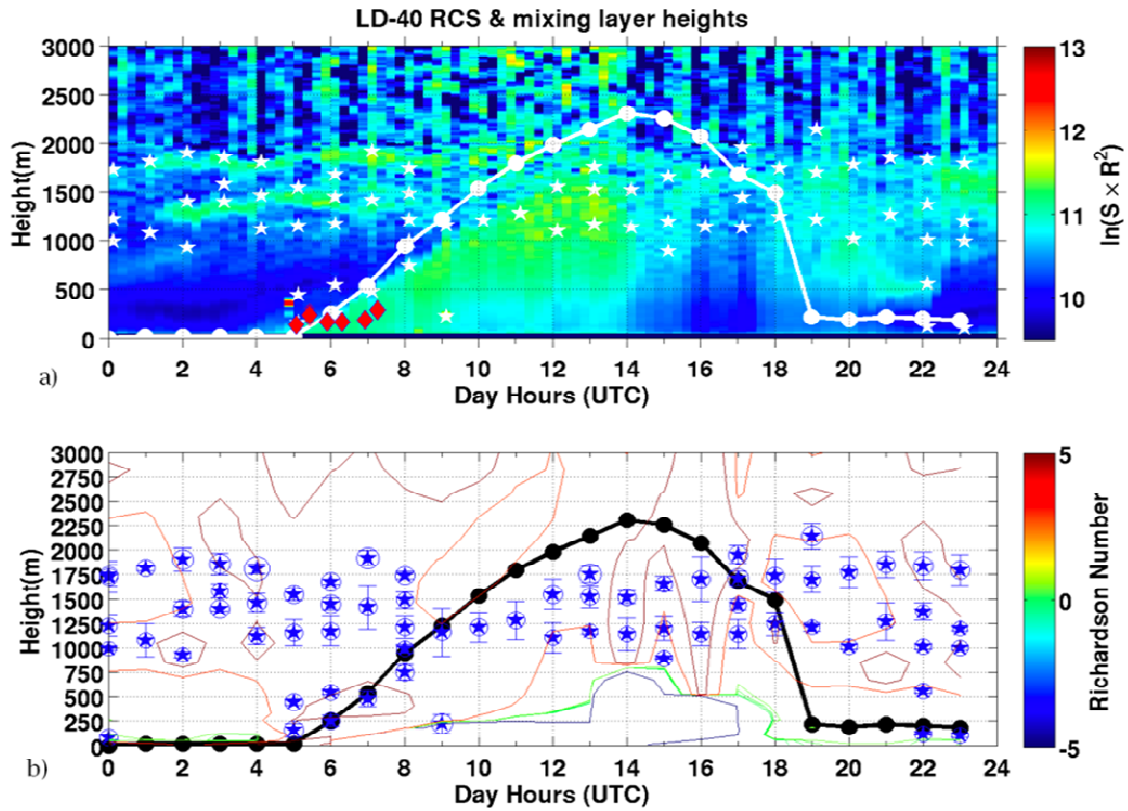 LD-40 RCS & mixing layer heights
3000
2500
2000
1500
1000
500
0
Height(m)
0 2 4 6 8 10 12 14 16 18 20 22 24
Day Hours (UTC)
a)
13
12
11
10
ln(S × R²)
3000
2750
2500
2250
2000
1750
1500
1250
1000
750
500
250
0
Height(m)
0 2 4 6 8 10 12 14 16 18 20 22 24
Day Hours (UTC)
b)
5
0
-5
Richardson Number